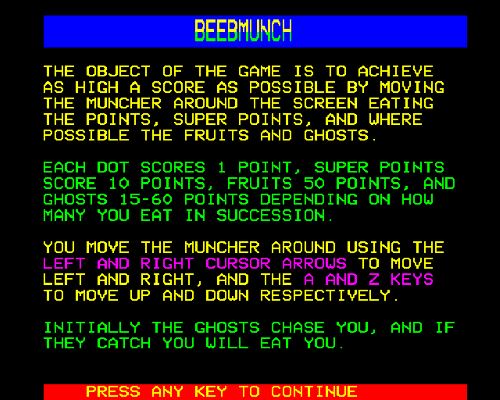 BEEBMUNCH
THE OBJECT OF THE GAME IS TO ACHIEVE
AS HIGH A SCORE AS POSSIBLE BY MOVING
THE MUNCHER AROUND THE SCREEN EATING
THE POINTS, SUPER POINTS, AND WHERE
POSSIBLE THE FRUITS AND GHOSTS.
EACH DOT SCORES 1 POINT, SUPER POINTS
SCORE 10 POINTS, FRUITS 50 POINTS, AND
GHOSTS 15-60 POINTS DEPENDING ON HOW
MANY YOU EAT IN SUCCESSION.
YOU MOVE THE MUNCHER AROUND USING THE
LEFT AND RIGHT CURSOR ARROWS TO MOVE
LEFT AND RIGHT, AND THE A AND Z KEYS
TO MOVE UP AND DOWN RESPECTIVELY.
INITIALLY THE GHOSTS CHASE YOU, AND IF
THEY CATCH YOU WILL EAT YOU.
PRESS ANY KEY TO CONTINUE